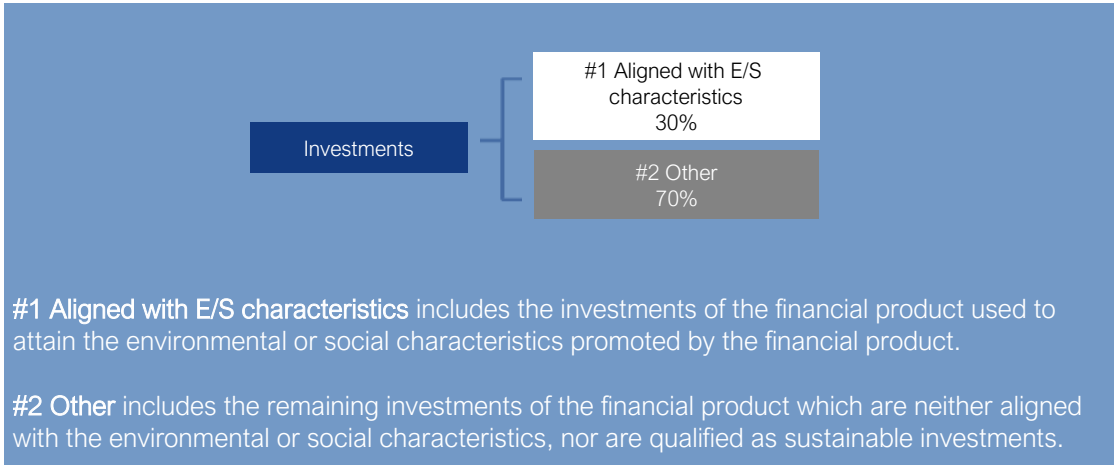 #1 Aligned with E/S
characteristics
30%
Investments
#2 Other
70%
#1 Aligned with E/S characteristics includes the investments of the financial product used to
attain the environmental or social characteristics promoted by the financial product.
#2 Other includes the remaining investments of the financial product which are neither aligned
with the environmental or social characteristics, nor are qualified as sustainable investments.